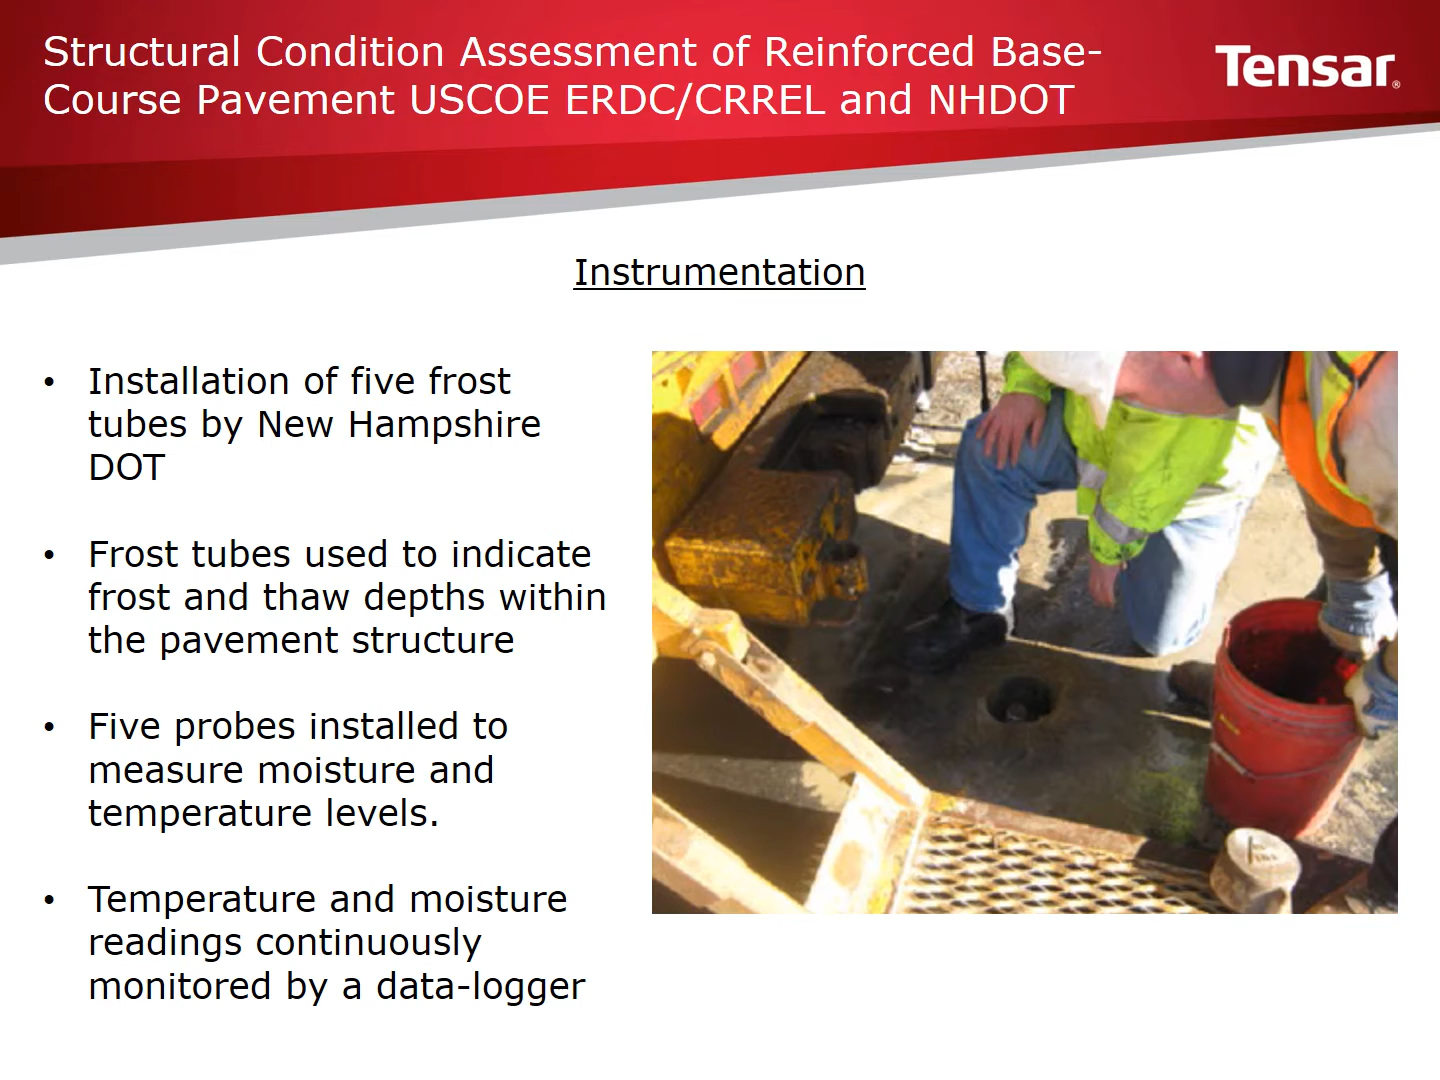 Structural Condition Assessment of Reinforced Base-
Course Pavement USCOE ERDC/CRREL and NHDOT
Tensar®
Instrumentation
• Installation of five frost
tubes by New Hampshire
DOT
• Frost tubes used to indicate
frost and thaw depths within
the pavement structure
• Five probes installed to
measure moisture and
temperature levels.
• Temperature and moisture
readings continuously
monitored by a data-logger